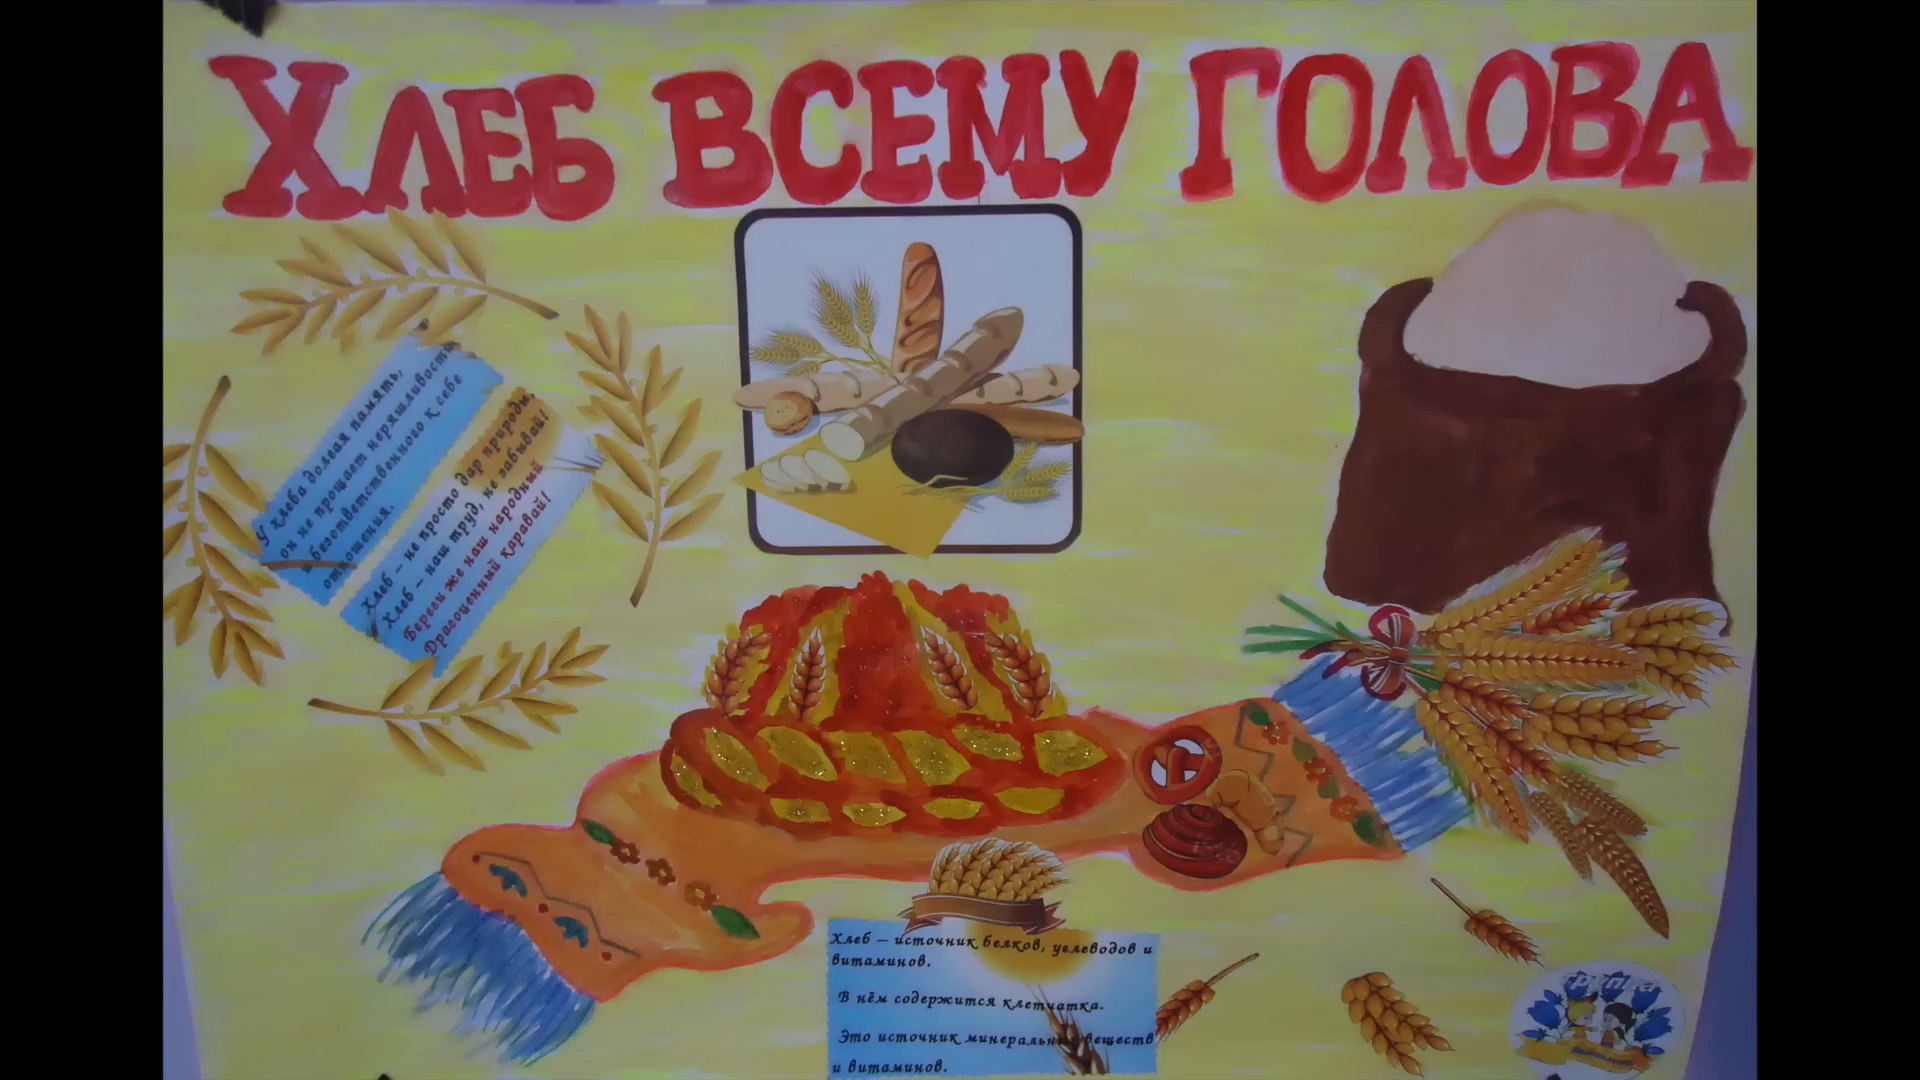 ХЛЕБ ВСЕМУ ГОЛОВА
У хлеба долгая память,
он не прощает неряшливости
и безответственного к себе
отношения.
Хлеб – не просто дар природы,
Хлеб – наш труд, не забывай!
Береги же наш народный
Драгоценный каравай!
Хлеб – источник белков, углеводов и
витаминов.
В нём содержится клетчатка.
Это источник минеральных веществ
и витаминов.
группа